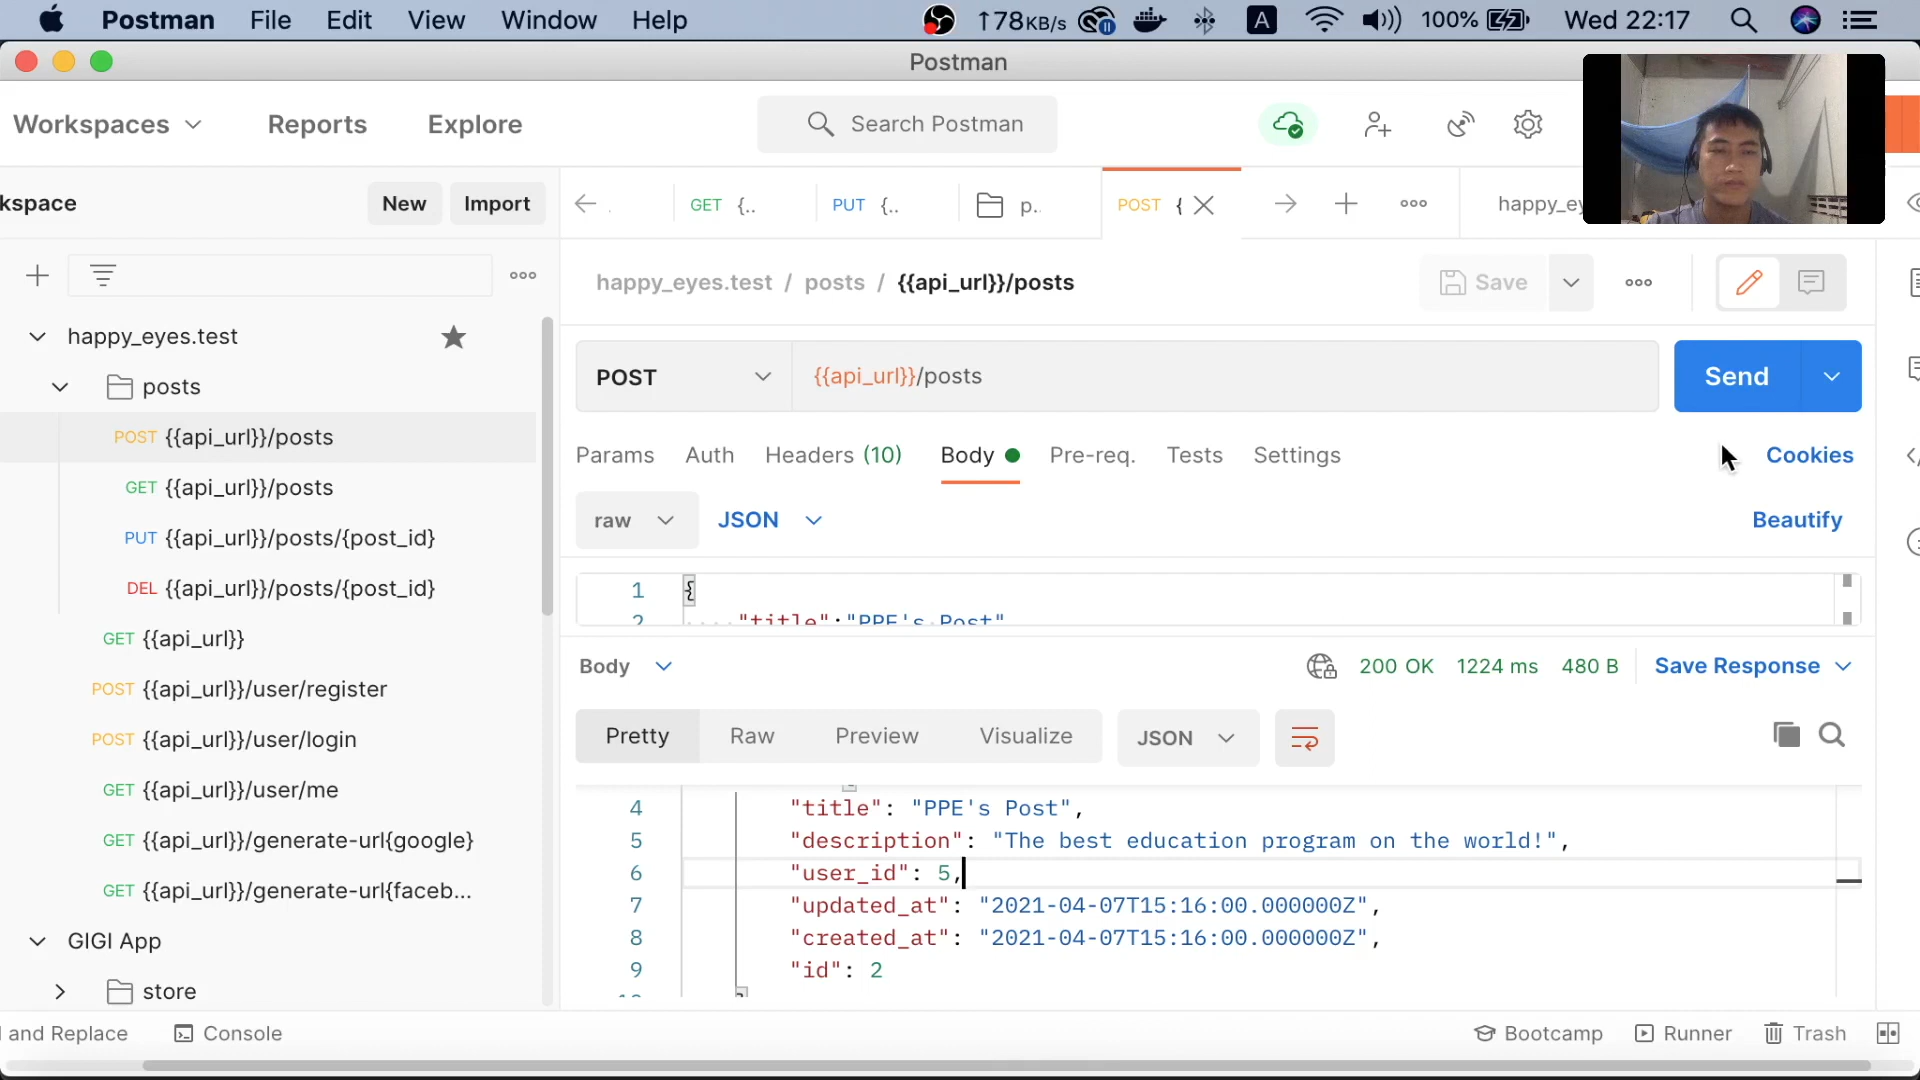 Postman File Edit View Window Help ↑78KB/s A 100% Wed 22:17
Postman
Workspaces Reports Explore Search Postman
kspace New Import GET {.. PUT {.. p.. POST { happy_ey
happy_eyes.test / posts / {{api_url}}/posts Save
happy_eyes.test
posts
POST {{api_url}}/posts
GET {{api_url}}/posts
PUT {{api_url}}/posts/{post_id}
DEL {{api_url}}/posts/{post_id}
GET {{api_url}}
POST {{api_url}}/user/register
POST {{api_url}}/user/login
GET {{api_url}}/user/me
GET {{api_url}}/generate-url{google}
GET {{api_url}}/generate-url{faceb...
GIGI App
store
POST {{api_url}}/posts Send
Params Auth Headers (10) Body Pre-req. Tests Settings Cookies
raw JSON Beautify
1 {
2 "title":"PPE's Post"
Body 200 OK 1224 ms 480 B Save Response
Pretty Raw Preview Visualize JSON
4 "title": "PPE's Post",
5 "description": "The best education program on the world!",
6 "user_id": 5,
7 "updated_at": "2021-04-07T15:16:00.000000Z",
8 "created_at": "2021-04-07T15:16:00.000000Z",
9 "id": 2
and Replace Console Bootcamp Runner Trash